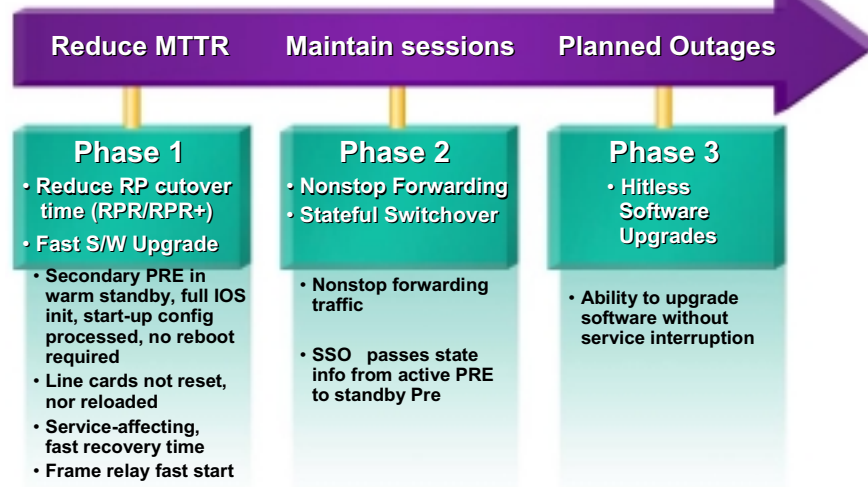 Reduce MTTR
Maintain sessions
Planned Outages
Phase 1
• Reduce RP cutover
time (RPR/RPR+)
• Fast S/W Upgrade
• Secondary PRE in
warm standby, full IOS
init, start-up config
processed, no reboot
required
• Line cards not reset,
nor reloaded
• Service-affecting,
fast recovery time
• Frame relay fast start
Phase 2
• Nonstop Forwarding
• Stateful Switchover
• Nonstop forwarding
traffic
• SSO passes state
info from active PRE
to standby Pre
Phase 3
• Hitless
Software
Upgrades
• Ability to upgrade
software without
service interruption